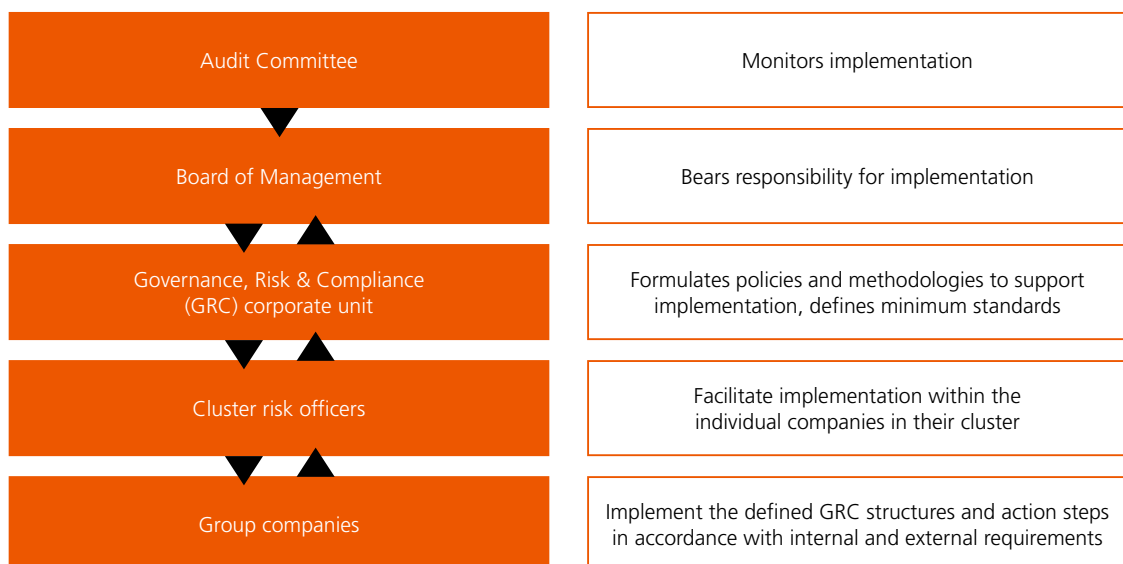 Audit Committee
Monitors implementation
Board of Management
Bears responsibility for implementation
Governance, Risk & Compliance
(GRC) corporate unit
Formulates policies and methodologies to support
implementation, defines minimum standards
Cluster risk officers
Facilitate implementation within the
individual companies in their cluster
Group companies
Implement the defined GRC structures and action steps
in accordance with internal and external requirements